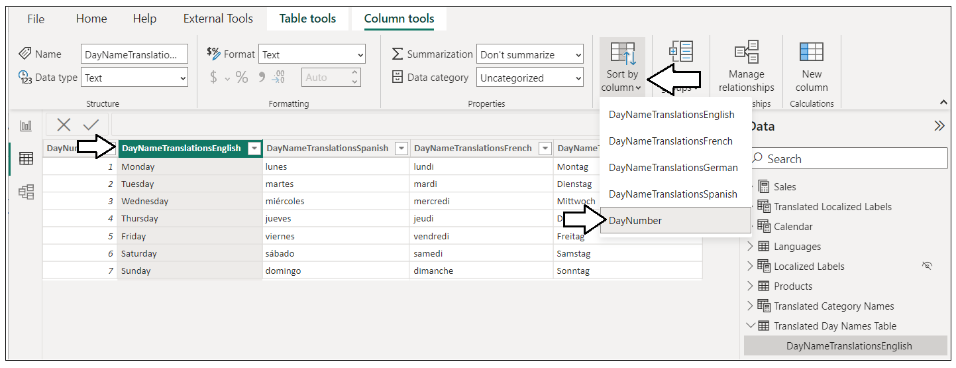 File Home Help External Tools Table tools Column tools
Name DayNameTranslatio... $% Format Text Summarization Don't summarize
Data type Text $ % 9 .00 Auto Data category Uncategorized
Sort by column Manage relationships New column
Structure Formatting Properties Calculations
DayNameTranslationsEnglish
DayNameTranslationsFrench
DayNameTranslationsGerman
DayNameTranslationsSpanish
DayNumber
DayNameTranslationsEnglish DayNameTranslationsSpanish DayNameTranslationsFrench
1 Monday lunes lundi Montag
2 Tuesday martes mardi Dienstag
3 Wednesday miércoles mercredi Mittwoch
4 Thursday jueves jeudi
5 Friday viernes vendredi Freitag
6 Saturday sábado samedi Samstag
7 Sunday domingo dimanche Sonntag
Data
Search
Sales
Translated Localized Labels
Calendar
Languages
Localized Labels
Products
Translated Category Names
Translated Day Names Table
DayNameTranslationsEnglish